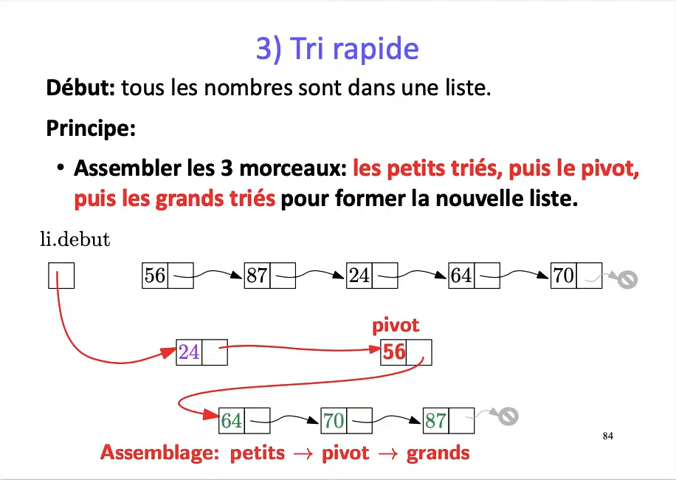 3) Tri rapide
Début: tous les nombres sont dans une liste.
Principe:
• Assembler les 3 morceaux: les petits triés, puis le pivot,
puis les grands triés pour former la nouvelle liste.
li.debut
56 87 24 64 70
pivot
24 56
64 70 87
84
Assemblage: petits → pivot → grands